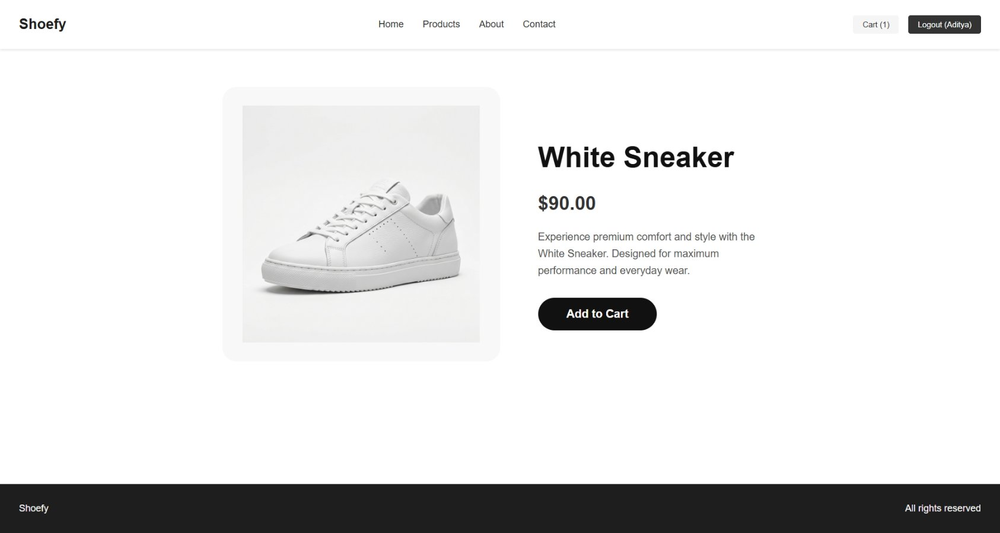 Shoefy
Home Products About Contact
Cart (1) Logout (Aditya)
White Sneaker
$90.00
Experience premium comfort and style with the
White Sneaker. Designed for maximum
performance and everyday wear.
Add to Cart
Shoefy
All rights reserved